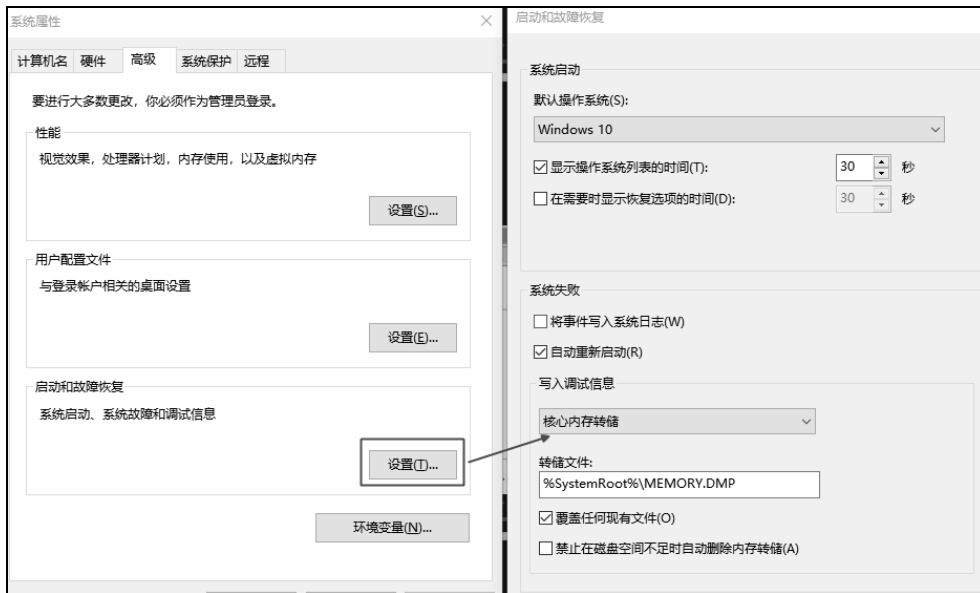 系统属性
计算机名 硬件 高级 系统保护 远程
要进行大多数更改，你必须作为管理员登录。
性能
视觉效果，处理器计划，内存使用，以及虚拟内存
设置(S)...
用户配置文件
与登录帐户相关的桌面设置
设置(E)...
启动和故障恢复
系统启动、系统故障和调试信息
设置(T)...
环境变量(N)...
启动和故障恢复
系统启动
默认操作系统(S):
Windows 10
显示操作系统列表的时间(T): 30 秒
在需要时显示恢复选项的时间(D): 30 秒
系统失败
将事件写入系统日志(W)
自动重新启动(R)
写入调试信息
核心内存转储
转储文件:
%SystemRoot%\MEMORY.DMP
覆盖任何现有文件(O)
禁止在磁盘空间不足时自动删除内存转储(A)